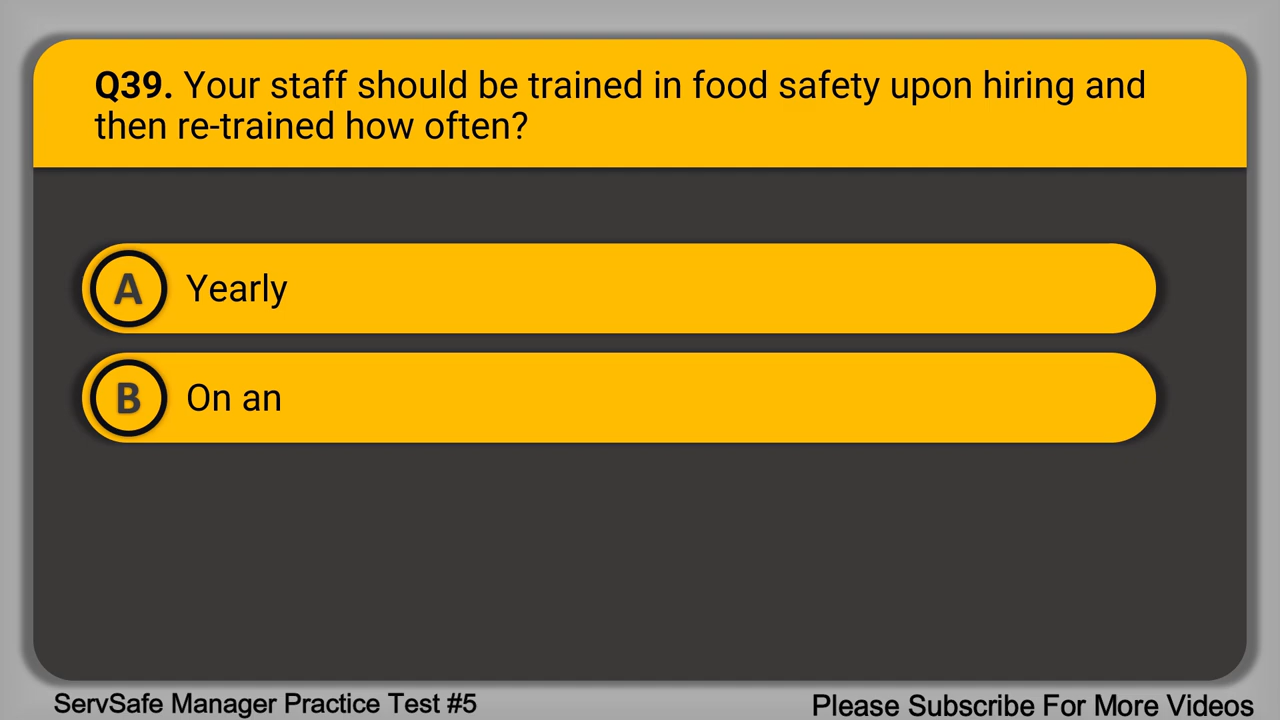 Q39. Your staff should be trained in food safety upon hiring and
then re-trained how often?
A Yearly
B On an
ServSafe Manager Practice Test #5
Please Subscribe For More Videos